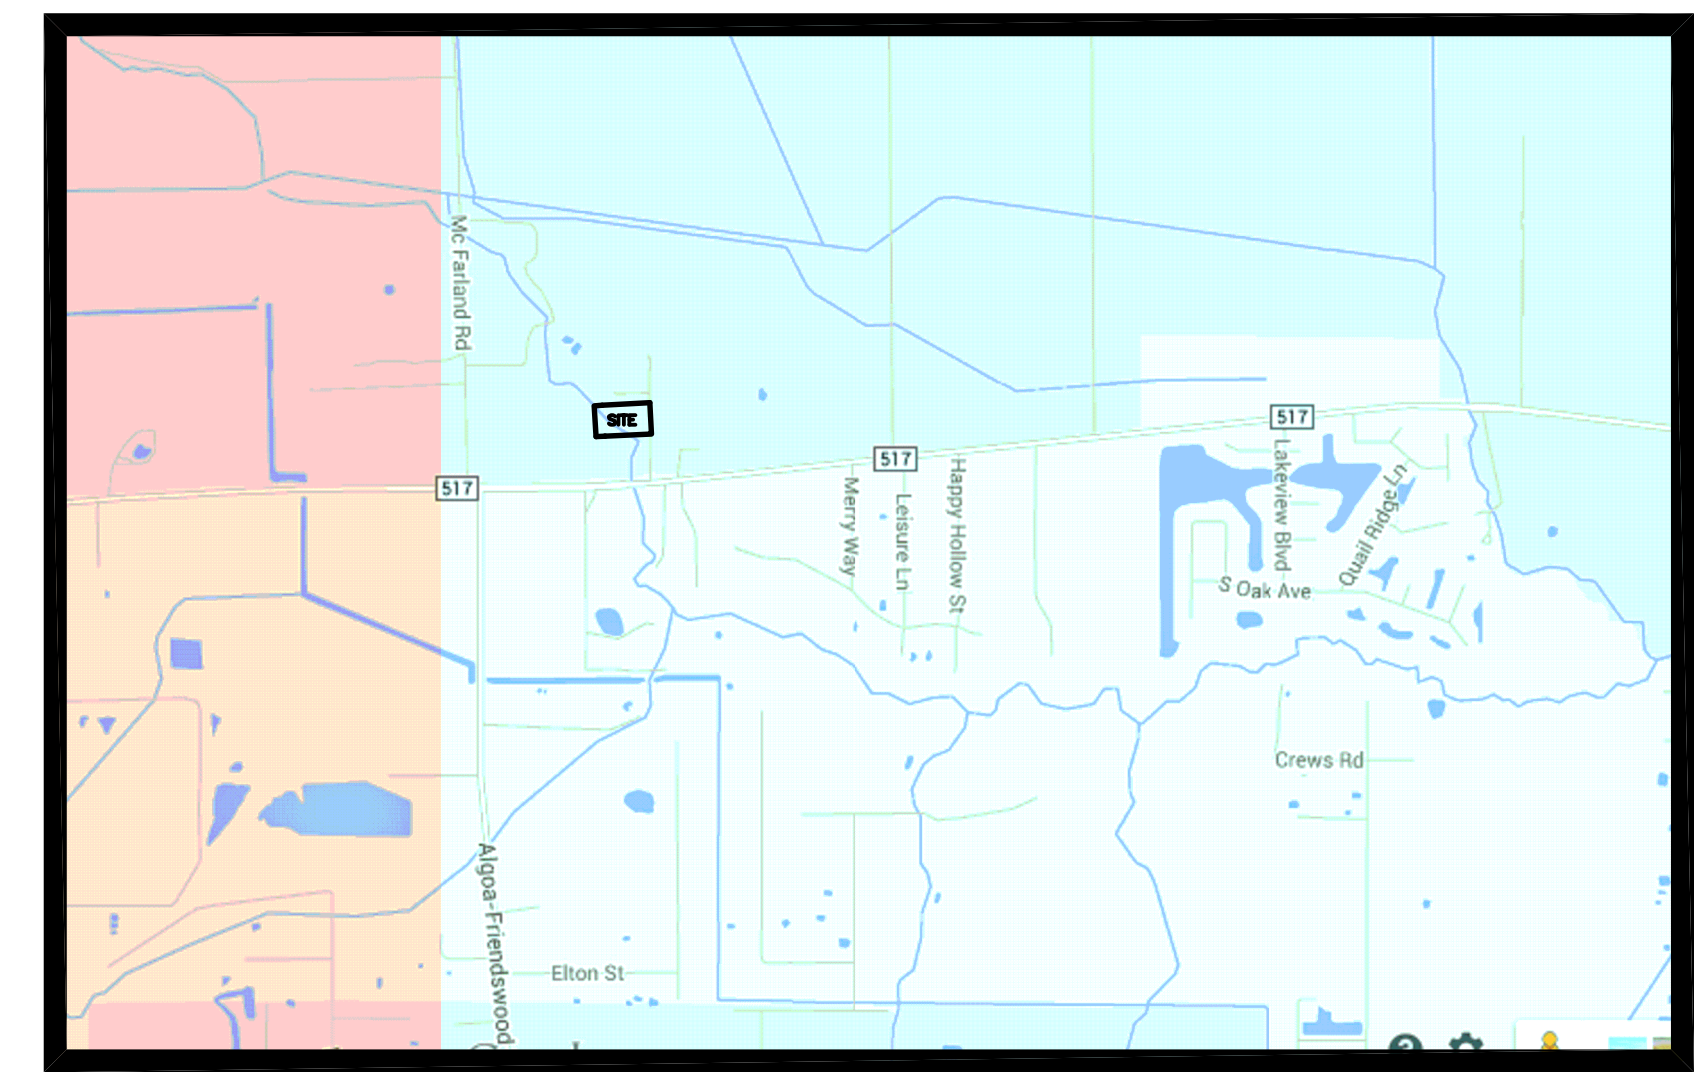 Mc Farland Rd
SITE
517
517
517
Merry Way
Leisure Ln
Happy Hollow St
Lakeview Blvd
Quail Ridge Ln
S Oak Ave
Crews Rd
Algoa-Friendswood
Elton St